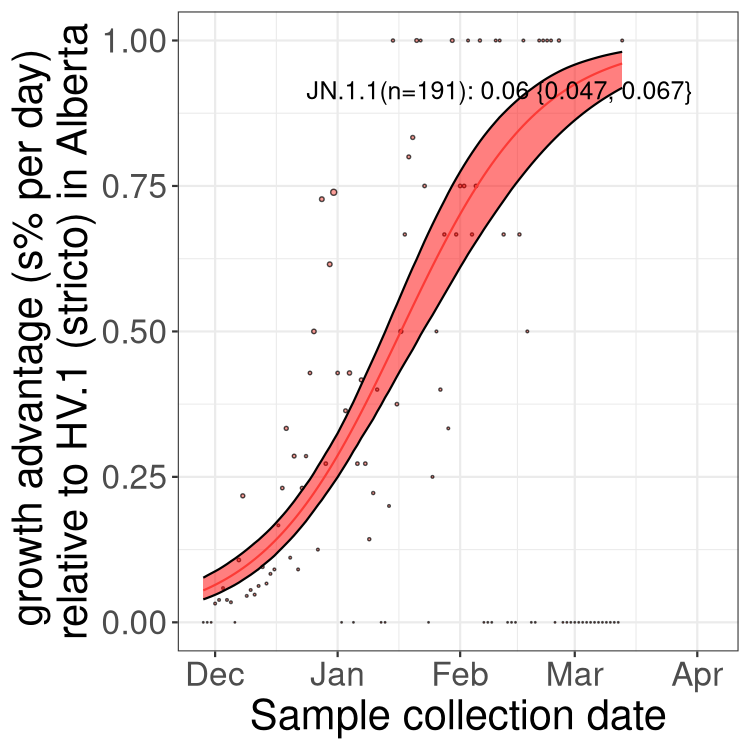 growth advantage (s% per day)
relative to HV.1 (stricto) in Alberta
1.00
0.75
0.50
0.25
0.00
JN.1.1(n=191): 0.06 {0.047, 0.067}
Dec Jan Feb Mar Apr
Sample collection date